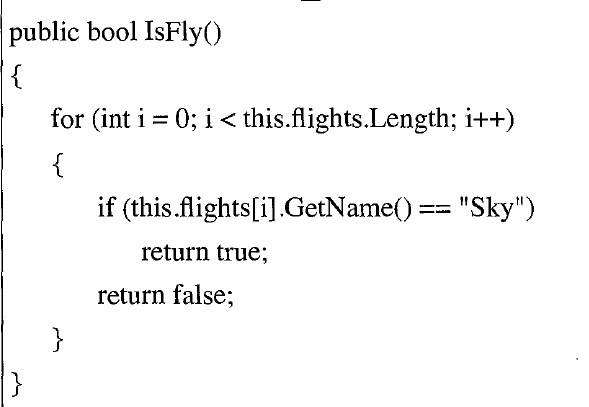 public bool IsFly()
{
for (int i = 0; i < this.flights.Length; i++)
{
if (this.flights[i].GetName() == "Sky")
return true;
return false;
}
}